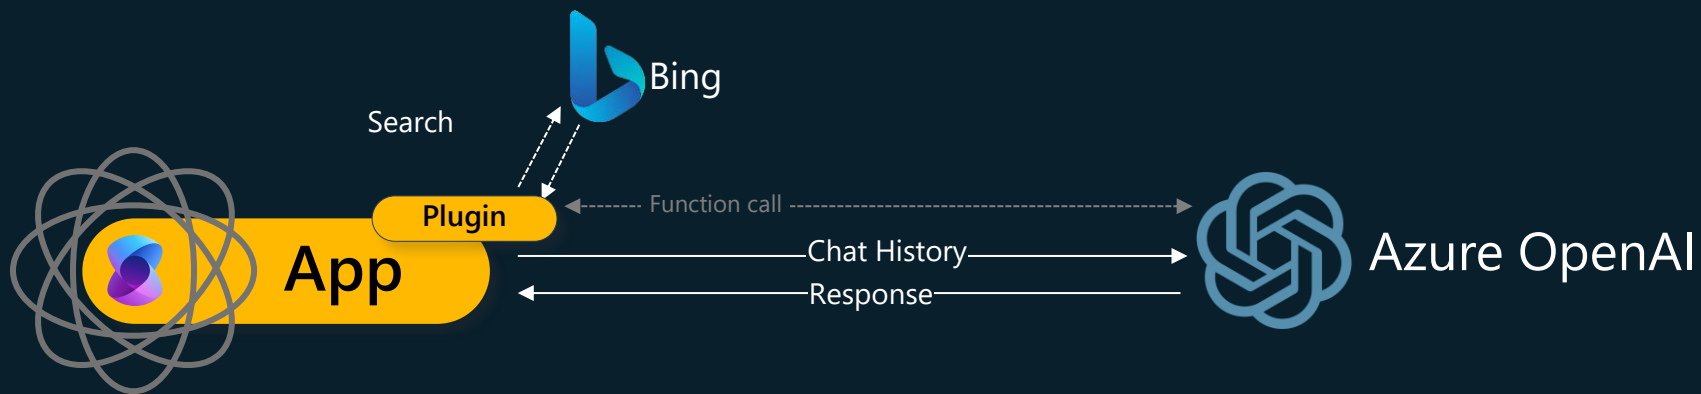 Bing
Search
Plugin
Function call
App
Chat History
Response
Azure OpenAI